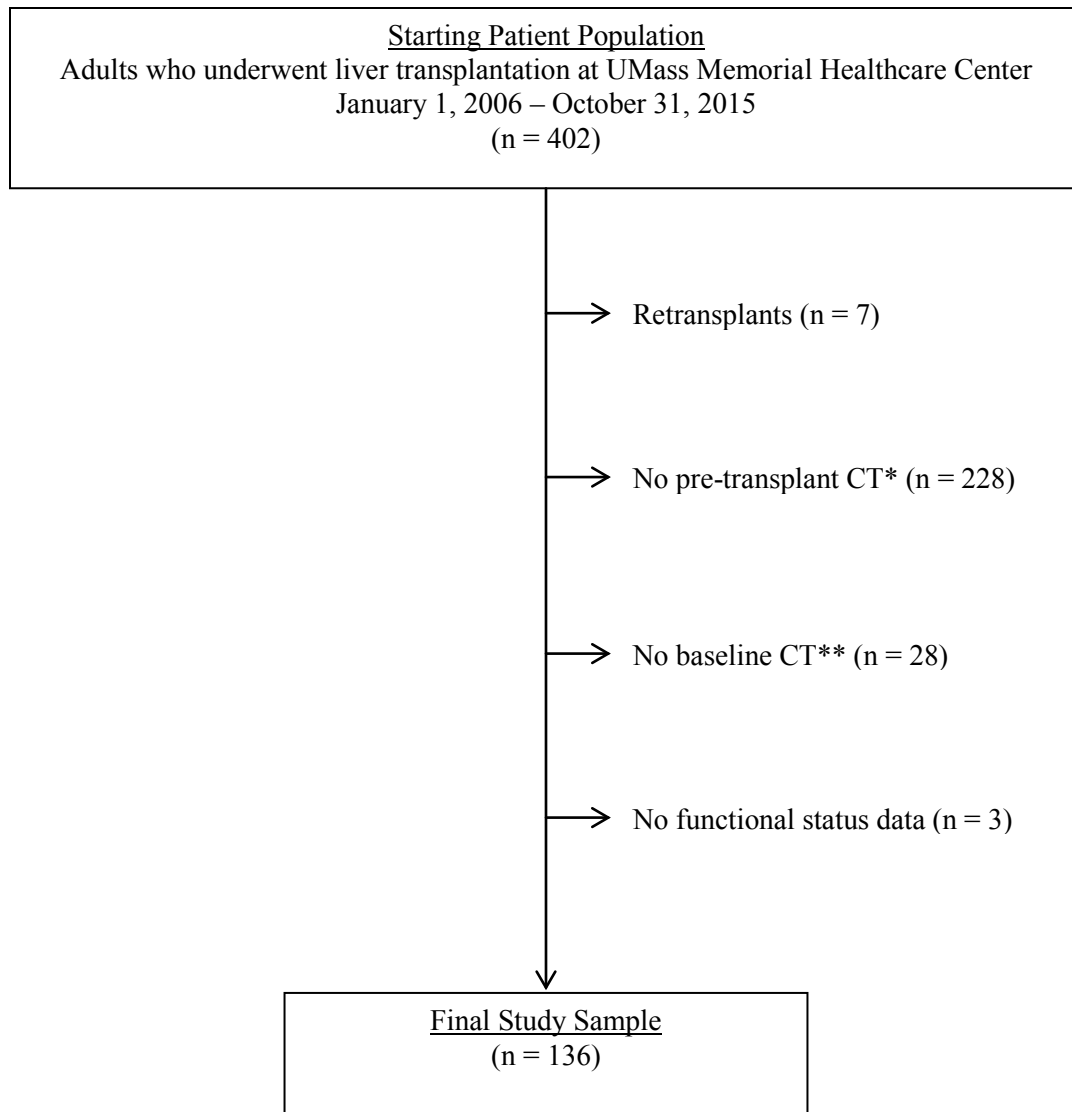 Starting Patient Population
Adults who underwent liver transplantation at UMass Memorial Healthcare Center
January 1, 2006 – October 31, 2015
(n = 402)
Retransplants (n = 7)
No pre-transplant CT* (n = 228)
No baseline CT** (n = 28)
No functional status data (n = 3)
Final Study Sample
(n = 136)